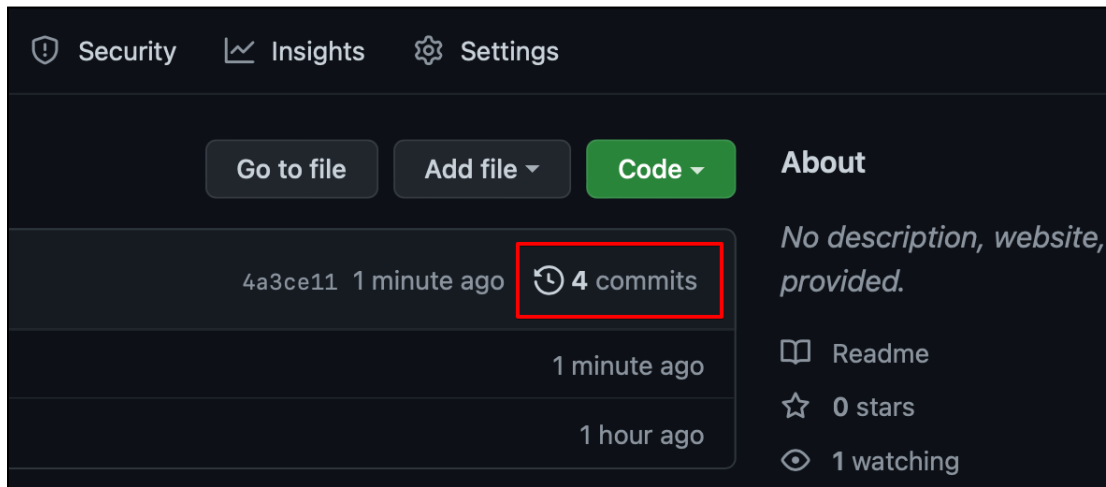 Security Insights Settings
Go to file Add file Code
About
No description, website,
provided.
4a3ce11 1 minute ago 4 commits
1 minute ago
1 hour ago
Readme
0 stars
1 watching